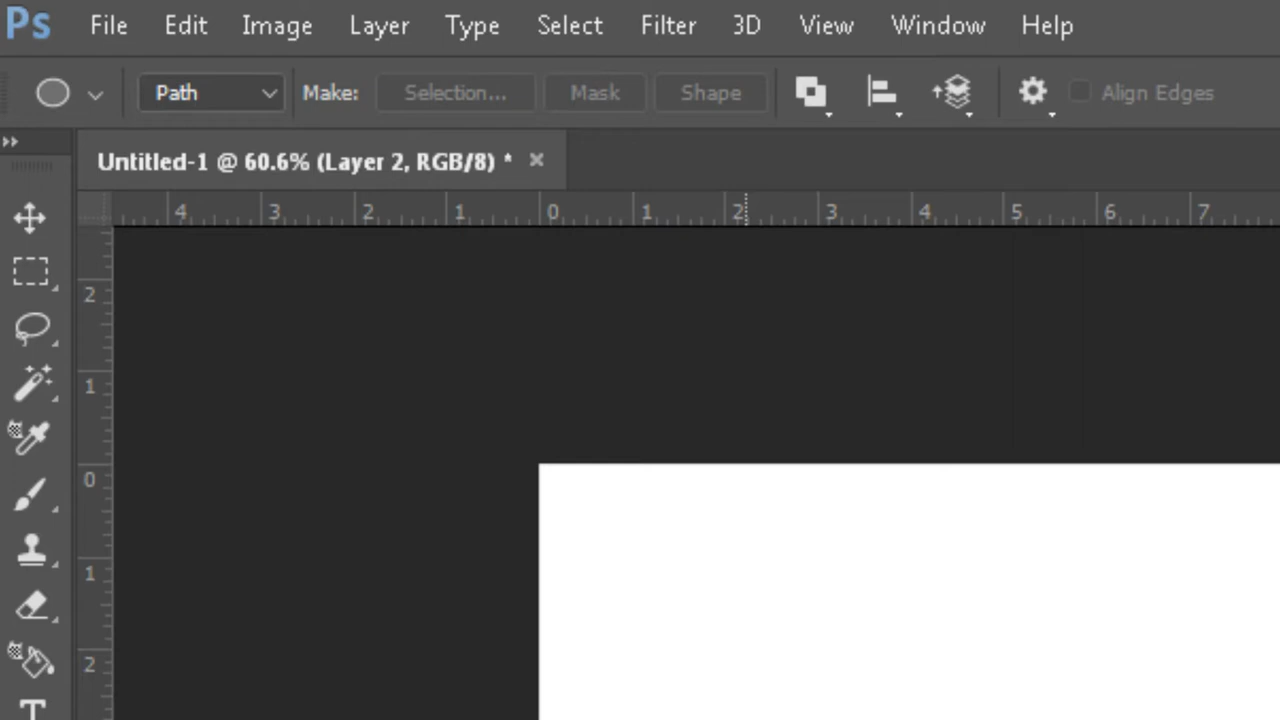 Ps File Edit Image Layer Type Select Filter 3D View Window Help
Path Make: Selection... Mask Shape Align Edges
Untitled-1 @ 60.6% (Layer 2, RGB/8) *
4 3 2 1 0 1 2 3 4 5 6 7
2
1
0
1
2